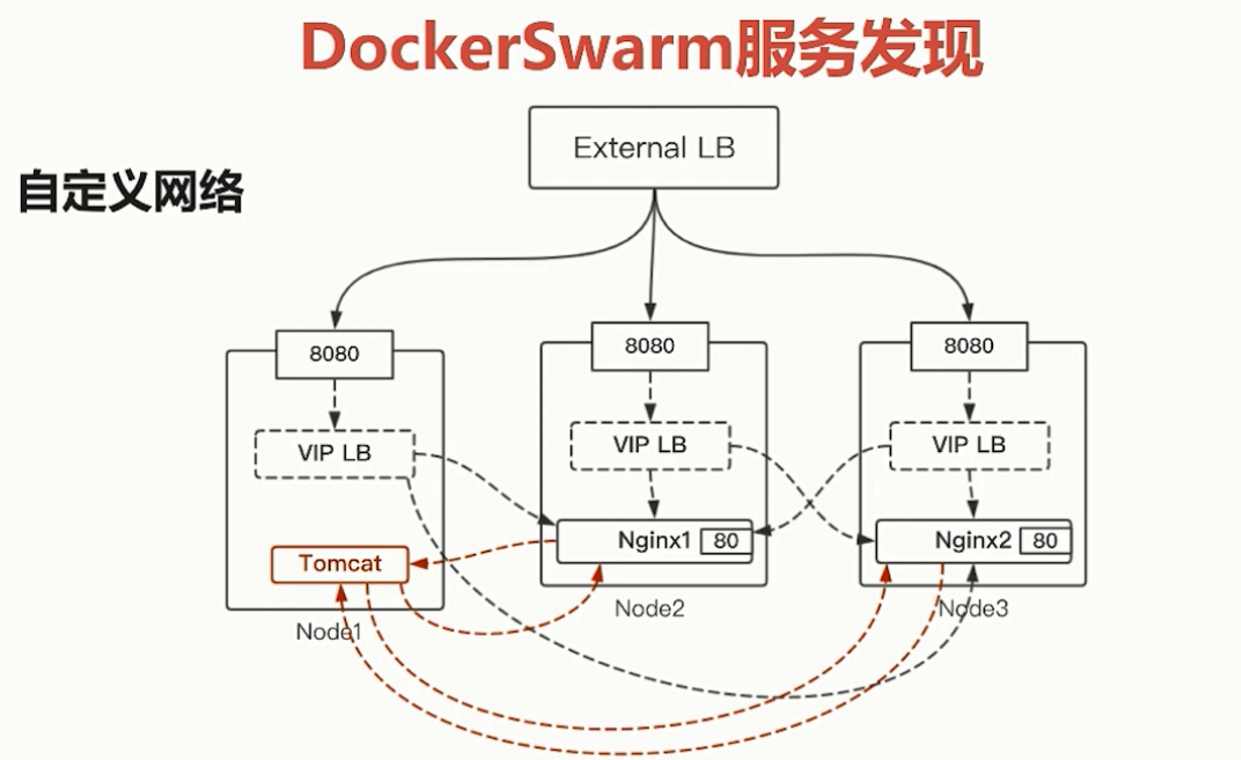 DockerSwarm服务发现
External LB
自定义网络
8080
8080
8080
VIP LB
VIP LB
VIP LB
Nginx1 80
Nginx2 80
Tomcat
Node1
Node2
Node3